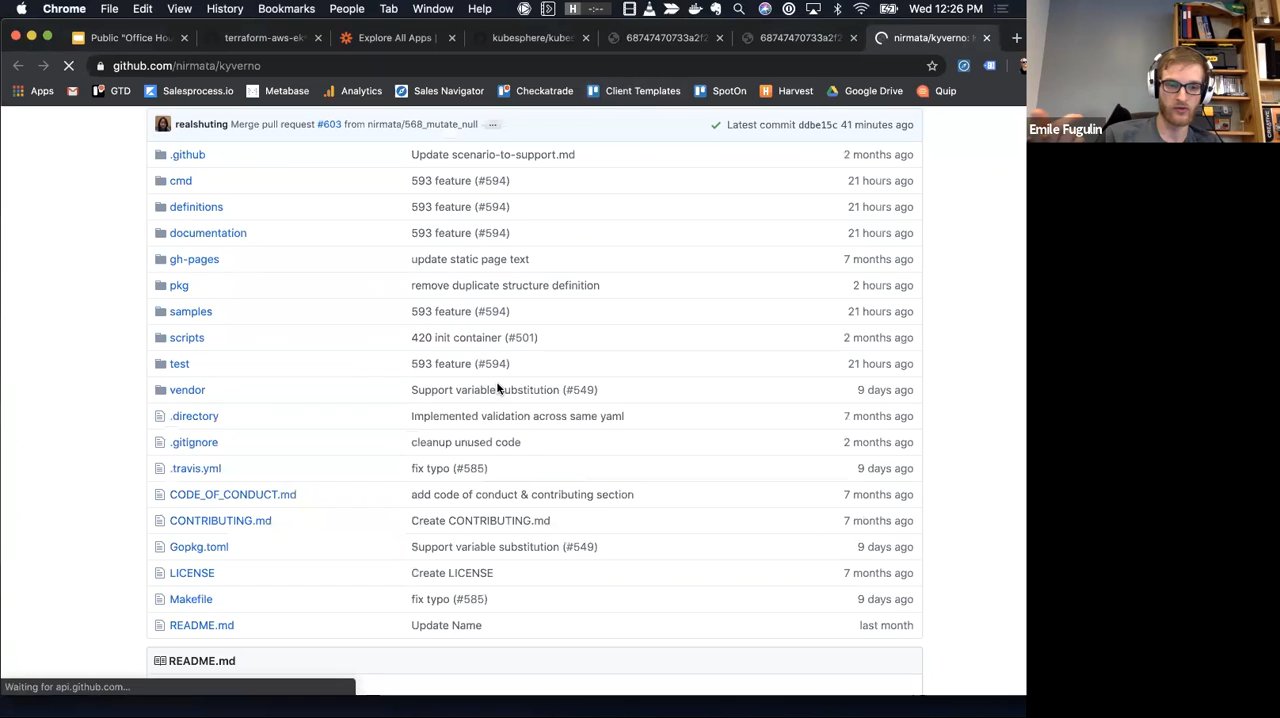 Chrome File Edit View History Bookmarks People Tab Window Help Wed 12:26 PM
Public "Office Hou terraform-aws-ek Explore All Apps | kubesphere/kube 68747470733a2f2 68747470733a2f2 nirmata/kyverno:
github.com/nirmata/kyverno
Apps GTD Salesprocess.io Metabase Analytics Sales Navigator Checkatrade Client Templates SpotOn Harvest Google Drive Quip
Emile Fugulin
realshuting Merge pull request #603 from nirmata/568_mutate_null ... Latest commit ddbe15c 41 minutes ago
.github Update scenario-to-support.md 2 months ago
cmd 593 feature (#594) 21 hours ago
definitions 593 feature (#594) 21 hours ago
documentation 593 feature (#594) 21 hours ago
gh-pages update static page text 7 months ago
pkg remove duplicate structure definition 2 hours ago
samples 593 feature (#594) 21 hours ago
scripts 420 init container (#501) 2 months ago
test 593 feature (#594) 21 hours ago
vendor Support variable substitution (#549) 9 days ago
.directory Implemented validation across same yaml 7 months ago
.gitignore cleanup unused code 2 months ago
.travis.yml fix typo (#585) 9 days ago
CODE_OF_CONDUCT.md add code of conduct & contributing section 7 months ago
CONTRIBUTING.md Create CONTRIBUTING.md 7 months ago
Gopkg.toml Support variable substitution (#549) 9 days ago
LICENSE Create LICENSE 7 months ago
Makefile fix typo (#585) 9 days ago
README.md Update Name last month
README.md
Waiting for api.github.com...